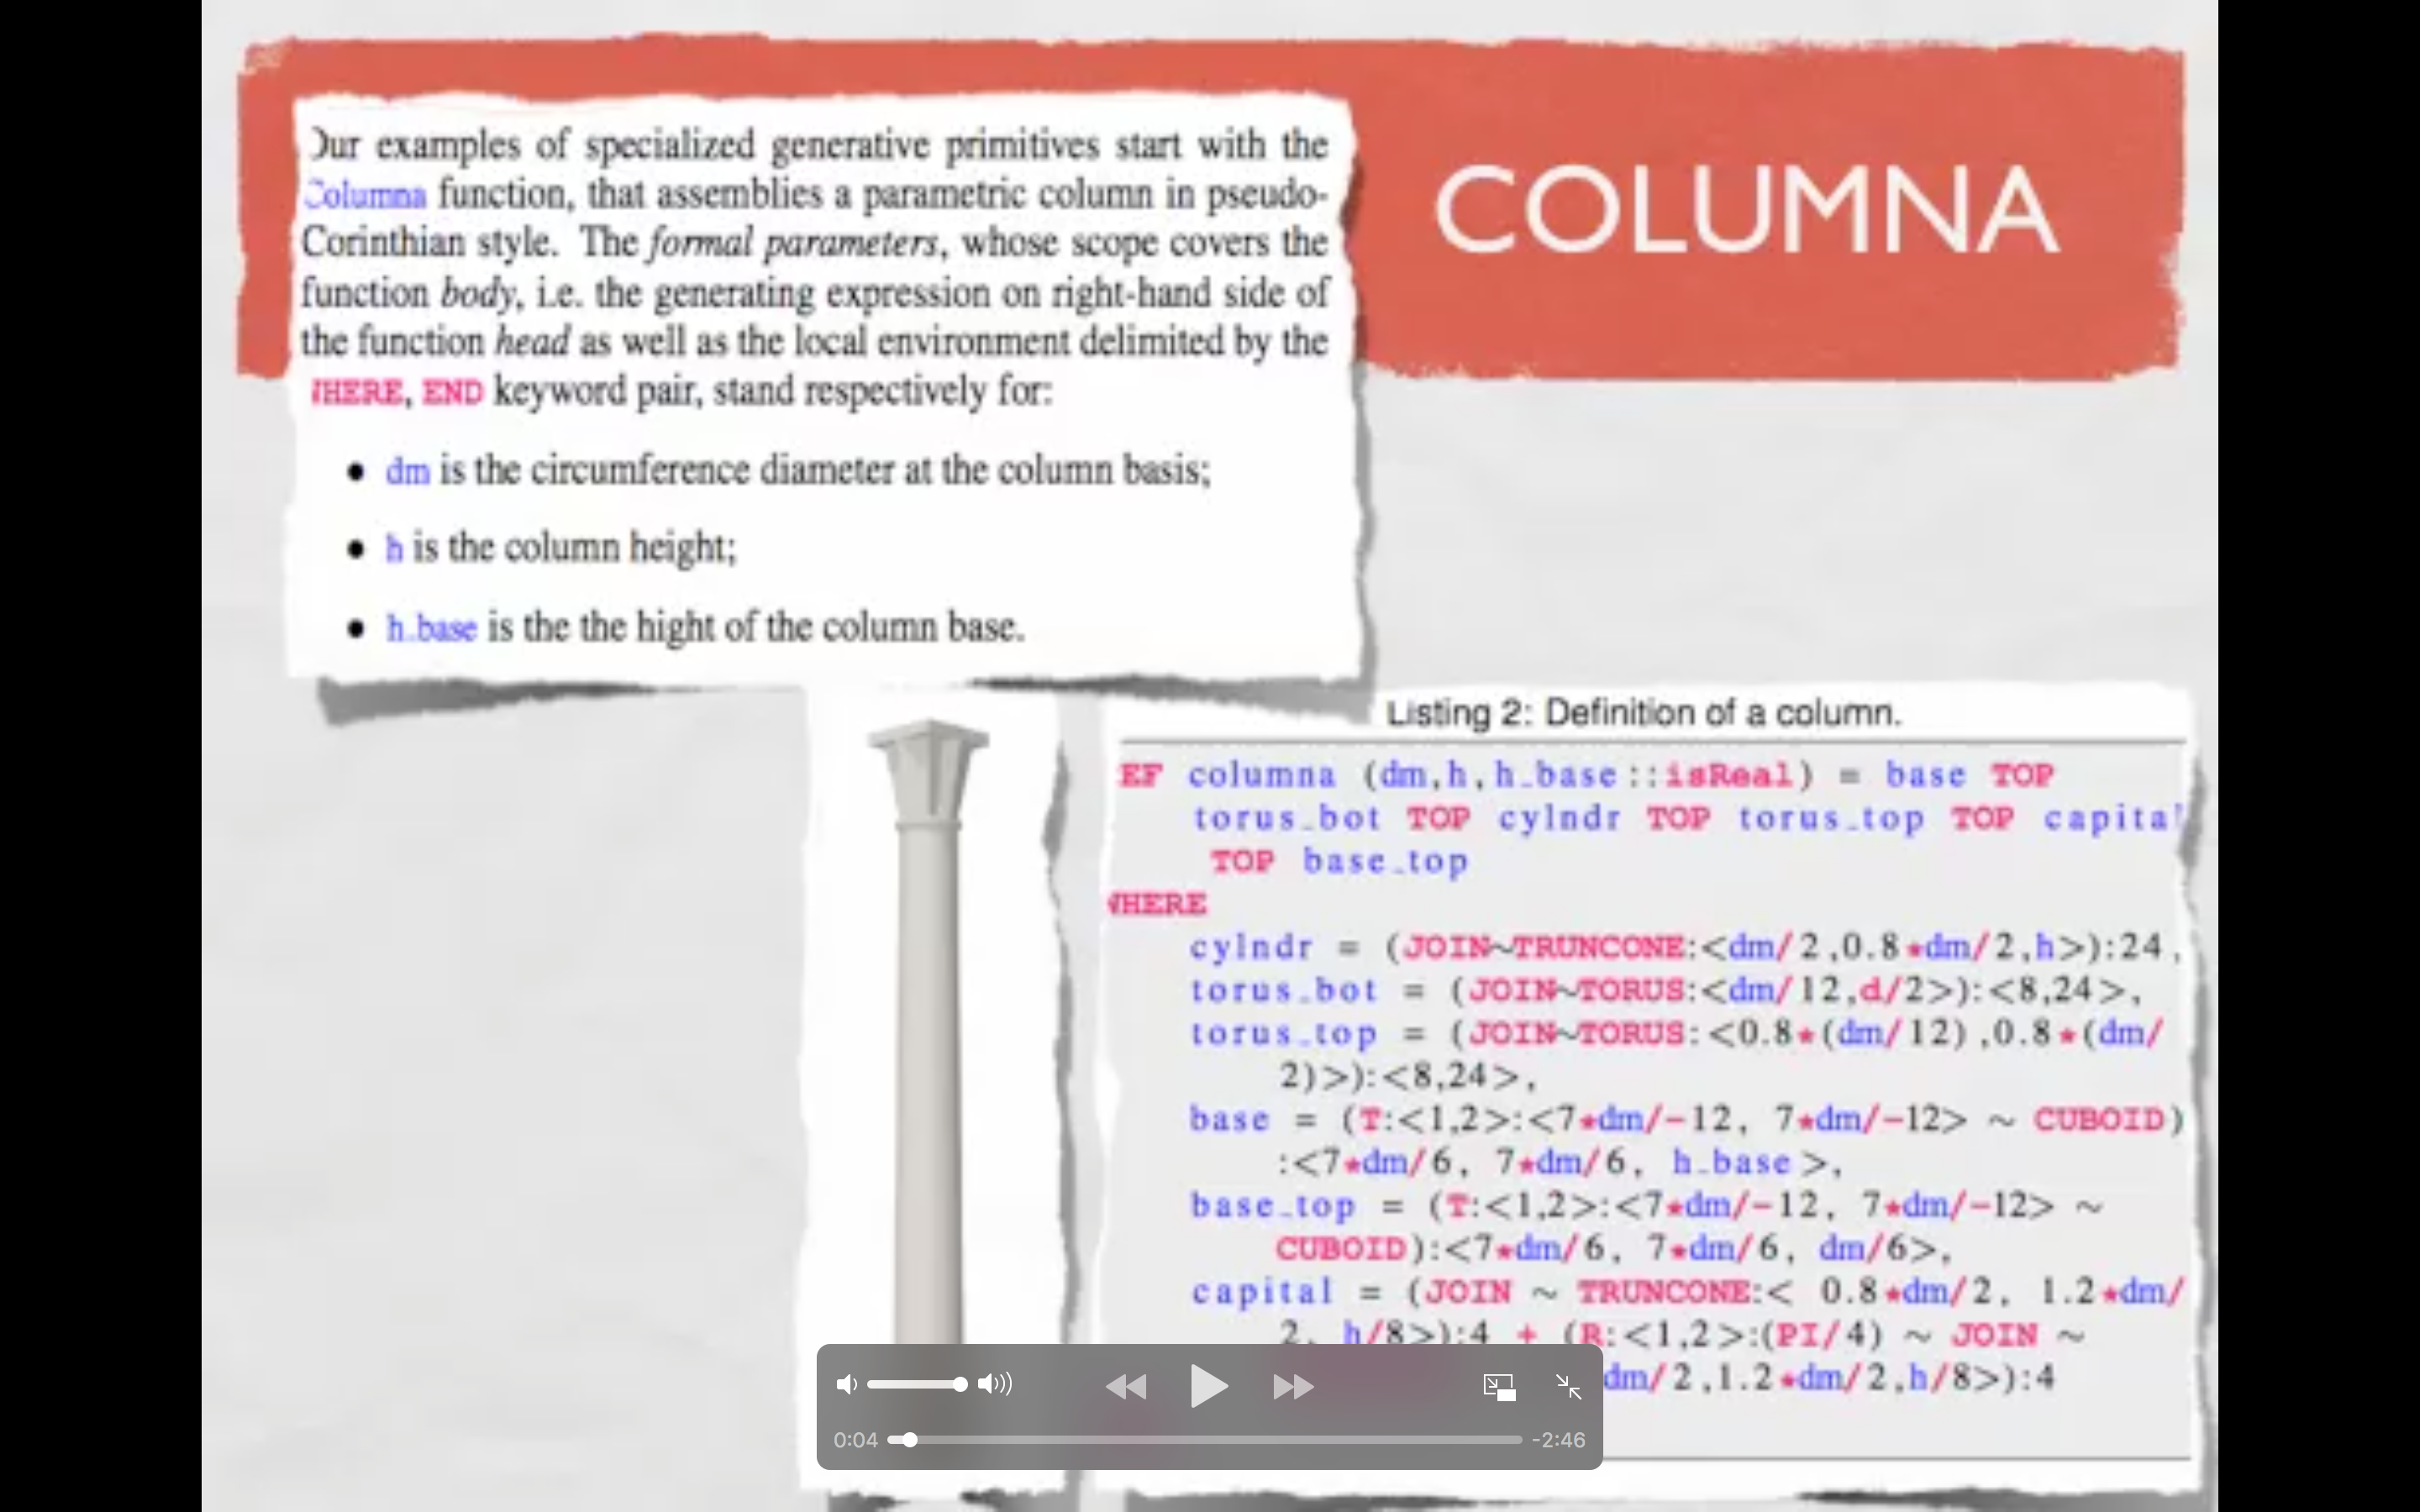 Our examples of specialized generative primitives start with the
Columna function, that assemblies a parametric column in pseudo-
Corinthian style. The formal parameters, whose scope covers the
function body, i.e. the generating expression on right-hand side of
the function head as well as the local environment delimited by the
WHERE, END keyword pair, stand respectively for:
• dm is the circumference diameter at the column basis;
• h is the column height;
• h_base is the the hight of the column base.
COLUMNA
Listing 2: Definition of a column.
EF columna (dm,h,h_base::isReal) = base TOP
torus_bot TOP cylndr TOP torus_top TOP capital
TOP base_top
WHERE
cylndr = (JOIN~TRUNCONE:<dm/2,0.8*dm/2,h>):24,
torus_bot = (JOIN~TORUS:<dm/12,d/2>):<8,24>,
torus_top = (JOIN~TORUS:<0.8*(dm/12),0.8*(dm/
2)>):<8,24>,
base = (T:<1,2>:<7*dm/-12, 7*dm/-12> ~ CUBOID)
:<7*dm/6, 7*dm/6, h_base>,
base_top = (T:<1,2>:<7*dm/-12, 7*dm/-12> ~
CUBOID):<7*dm/6, 7*dm/6, dm/6>,
capital = (JOIN ~ TRUNCONE:< 0.8*dm/2, 1.2*dm/
2, h/8>):4 + (R:<1,2>:(PI/4) ~ JOIN ~
dm/2,1.2*dm/2,h/8>):4
0:04
-2:46